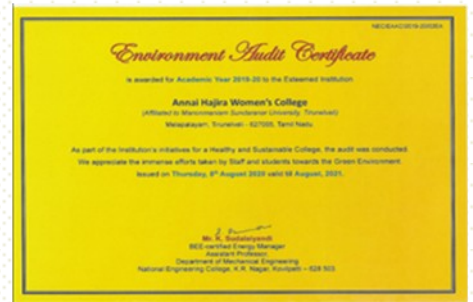 Environment Audit Certificate
is awarded for Academic Year 2019-20 to the Esteemed Institution
Annai Hajira Women's College
(Affiliated to Manonmaniam Sundaranar University, Tirunelveli)
Melapalayam, Tirunelveli - 627005, Tamil Nadu
As part of the Institution's initiatives for a Healthy and Sustainable College, the audit was conducted.
We appreciate the immense efforts taken by Staff and students towards the Green Environment.
Issued on Thursday, August 2020 valid till August, 2021.
Mr. K. Sudalaiyandi
BEE-certified Energy Manager
Assistant Professor,
Department of Mechanical Engineering
National Engineering College, K.R. Nagar, Kovilpatti - 628 503